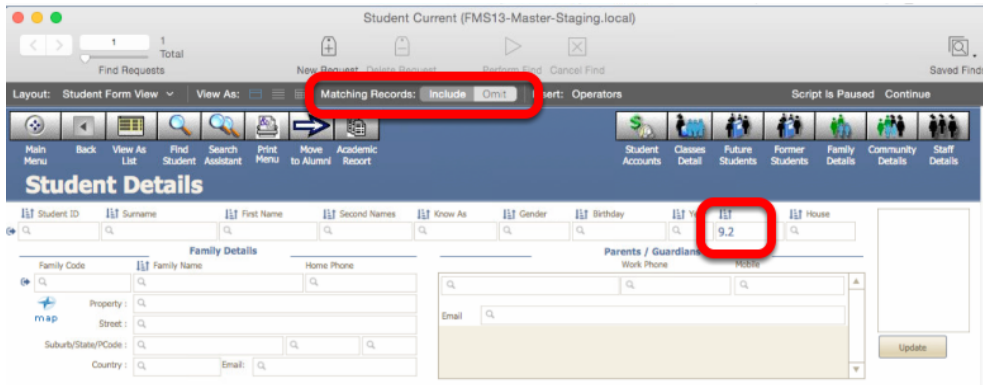 Student Current (FMS13-Master-Staging.local)
1 1
Total
Find Requests New Request Delete Request Perform Find Cancel Find Saved Find
Layout: Student Form View View As: Matching Records: Include Omit Insert: Operators Script Is Paused Continue
Main Menu Back View As List Find Student Search Assistant Print Menu Move to Alumni Academic Report Student Accounts Classes Detail Future Students Former Students Family Details Community Details Staff Details
Student Details
Student ID Surname First Name Second Names Know As Gender Birthday House
9.2
Family Details Parents / Guardians
Family Code Family Name Home Phone Work Phone Mobile
map Property :
Street : Email
Suburb/State/PCode : Update
Country : Email: